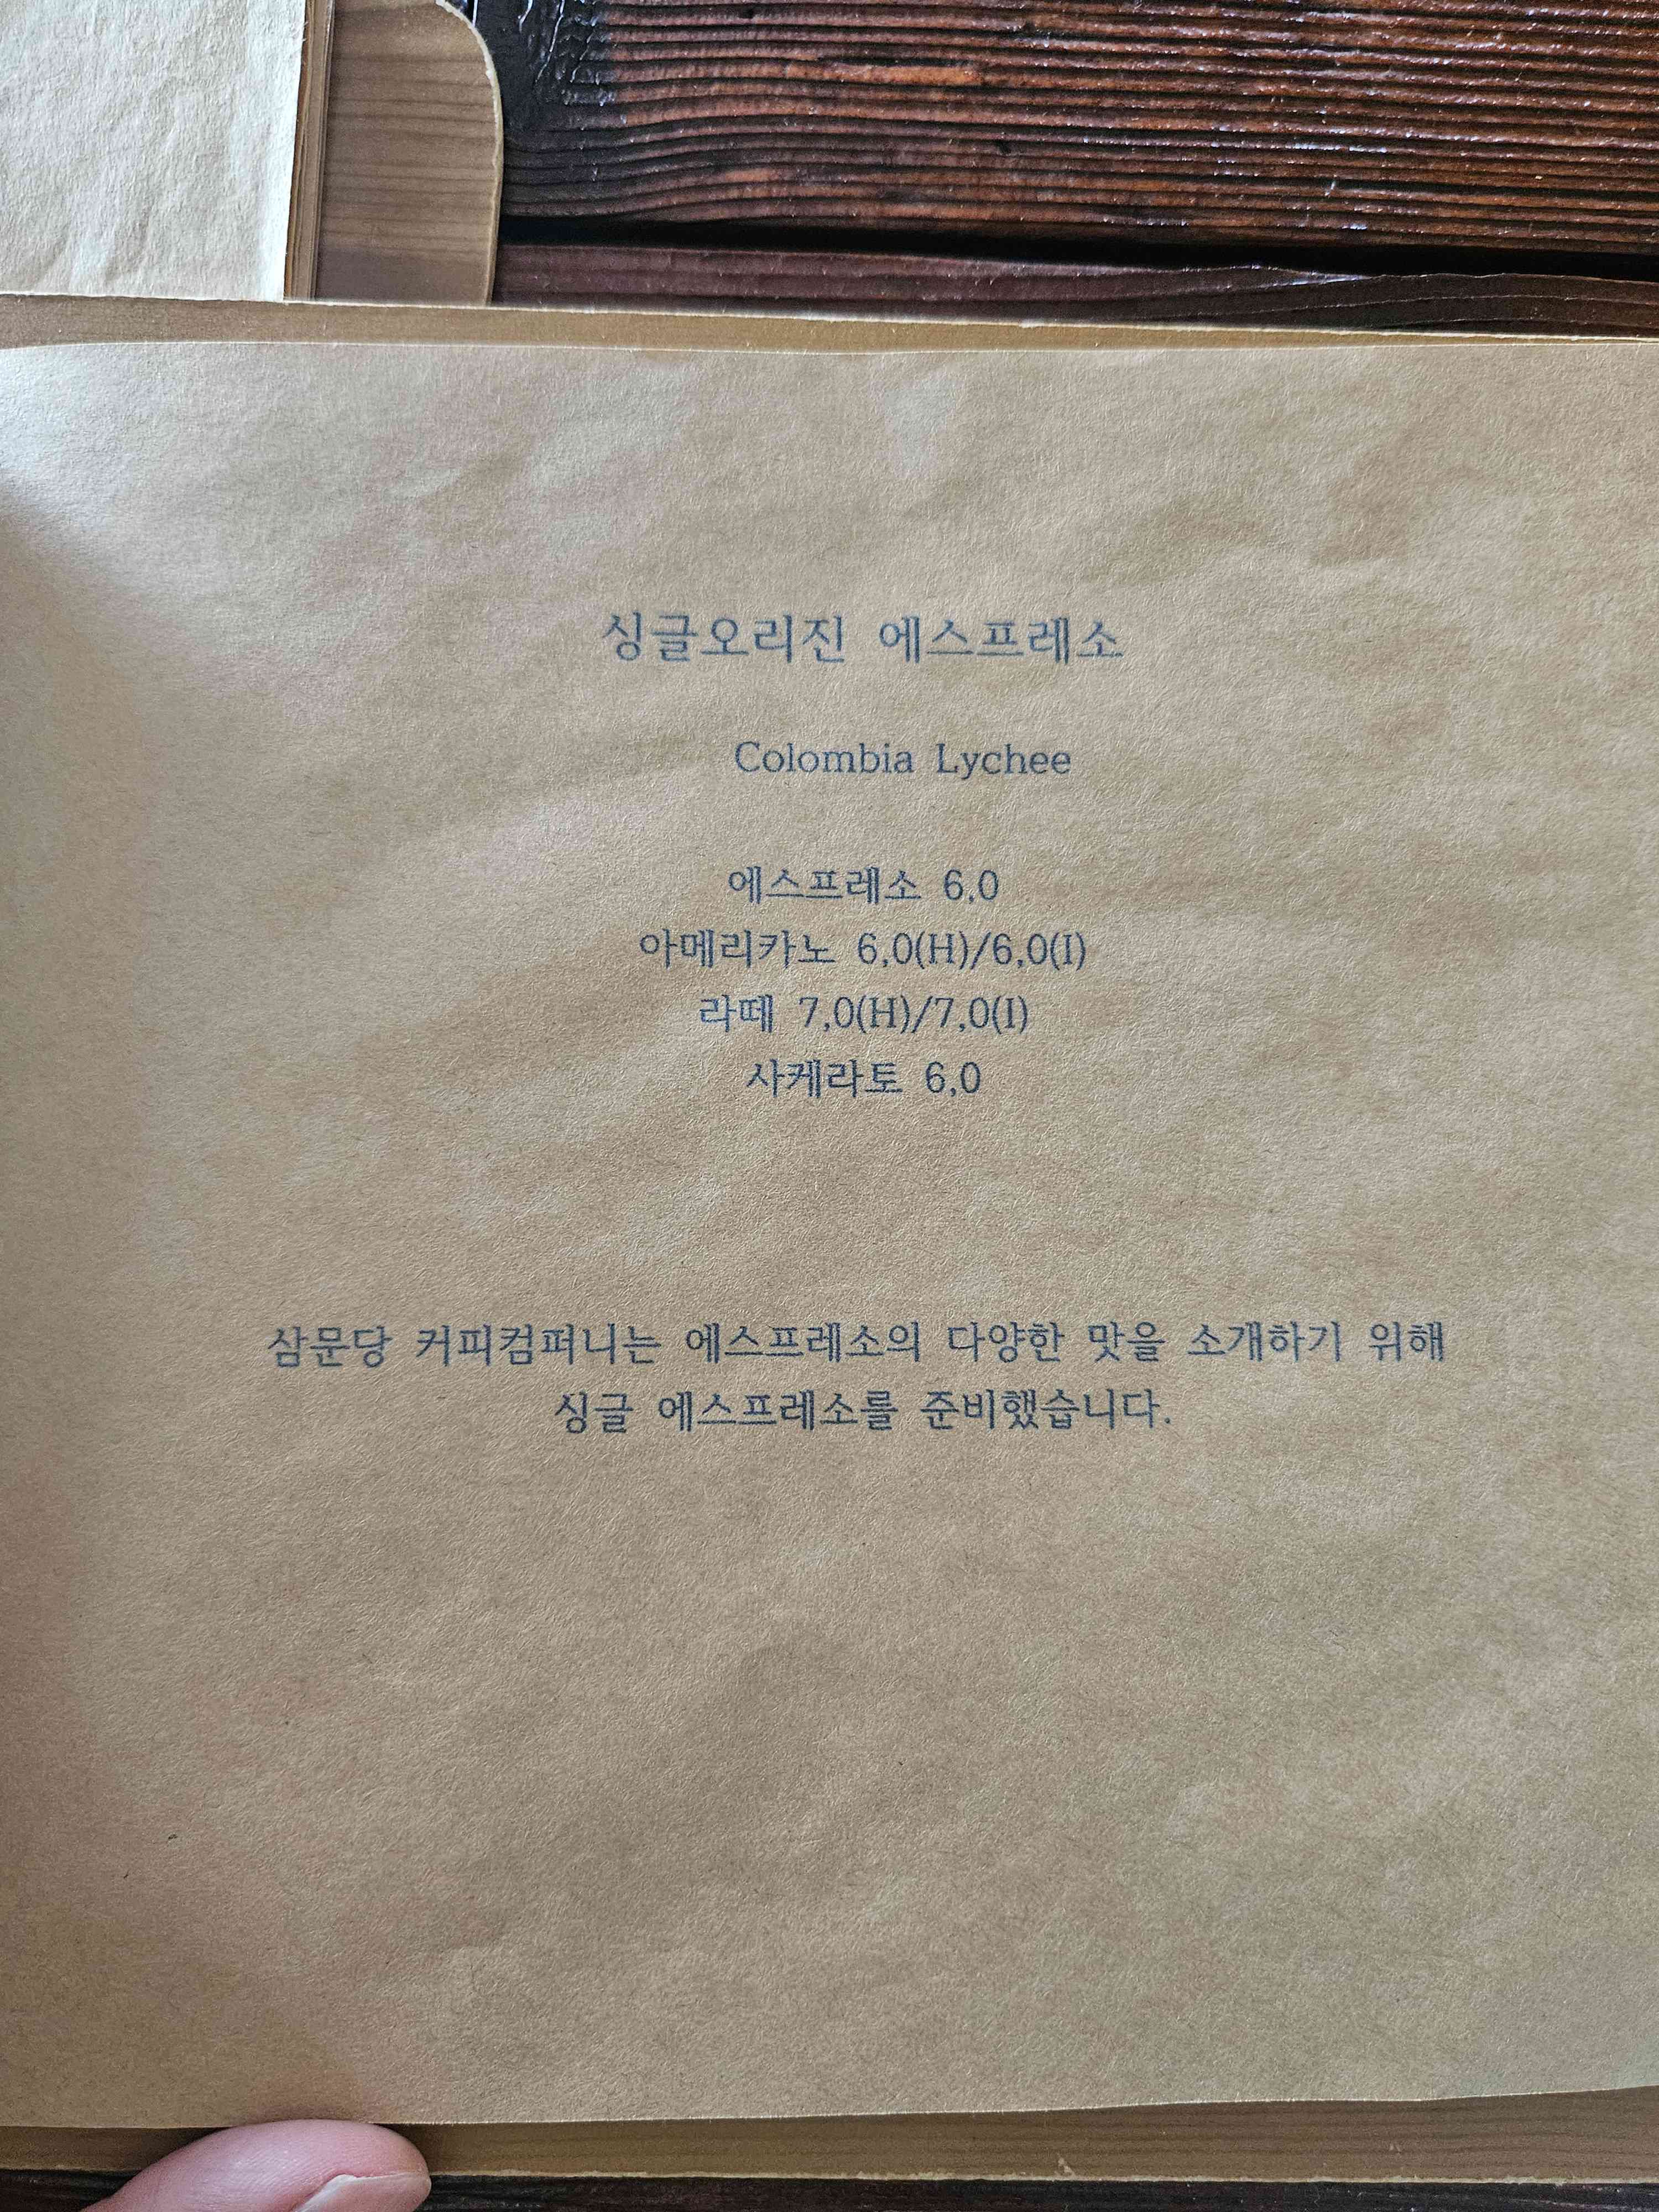 싱글오리진 에스프레소
Colombia Lychee
에스프레소 6,0
아메리카노 6,0(H)/6,0(I)
라떼 7,0(H)/7,0(I)
사케라토 6,0
삼문당 커피컴퍼니는 에스프레소의 다양한 맛을 소개하기 위해
싱글 에스프레소를 준비했습니다.